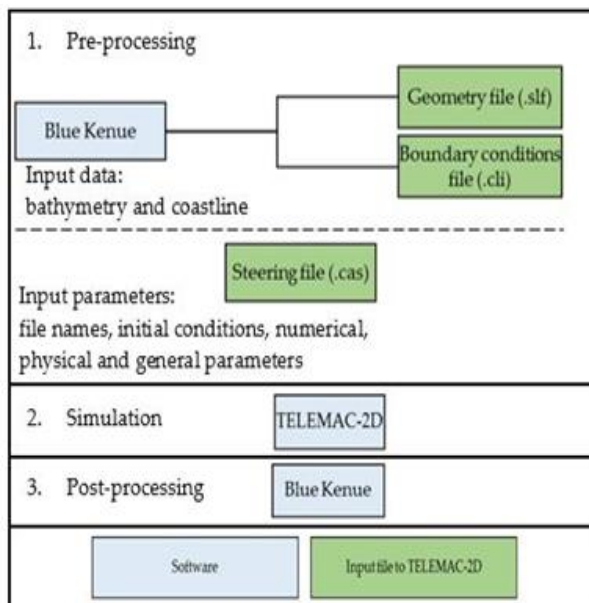 1. Pre-processing
Geometry file (.slf)
Blue Kenue
Boundary conditions
file (.cli)
Input data:
bathymetry and coastline
Steering file (.cas)
Input parameters:
file names, initial conditions, numerical,
physical and general parameters
2. Simulation
TELEMAC-2D
3. Post-processing
Blue Kenue
Software
Input file to TELEMAC-2D